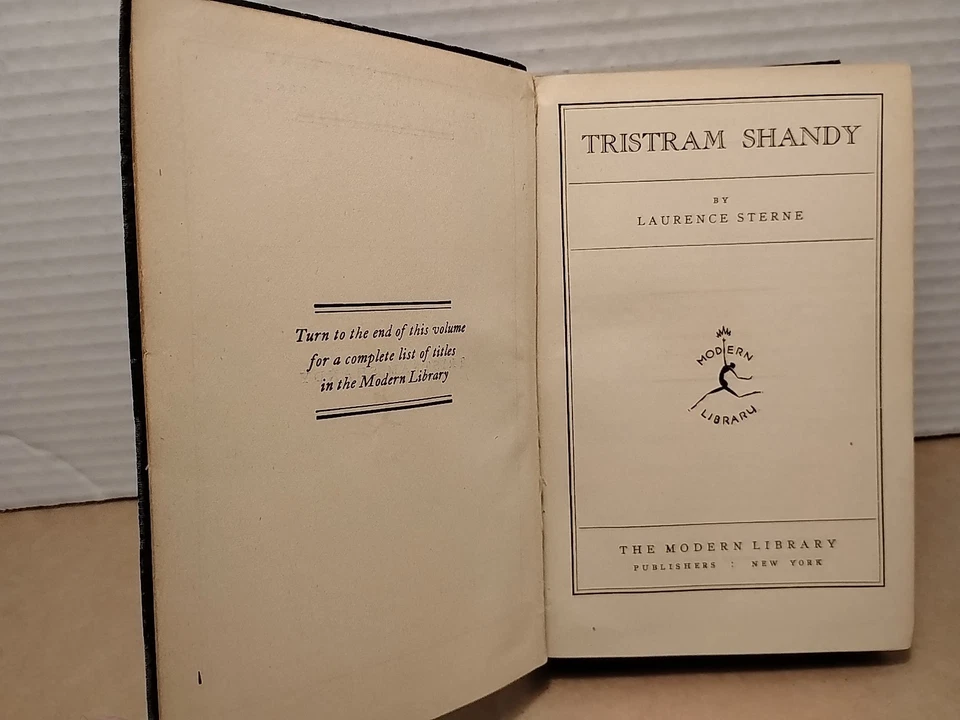 Turn to the end of this volume
for a complete list of titles
in the Modern Library
TRISTRAM SHANDY
BY
LAURENCE STERNE
MODERN
LIBRARY
THE MODERN LIBRARY
PUBLISHERS : NEW YORK